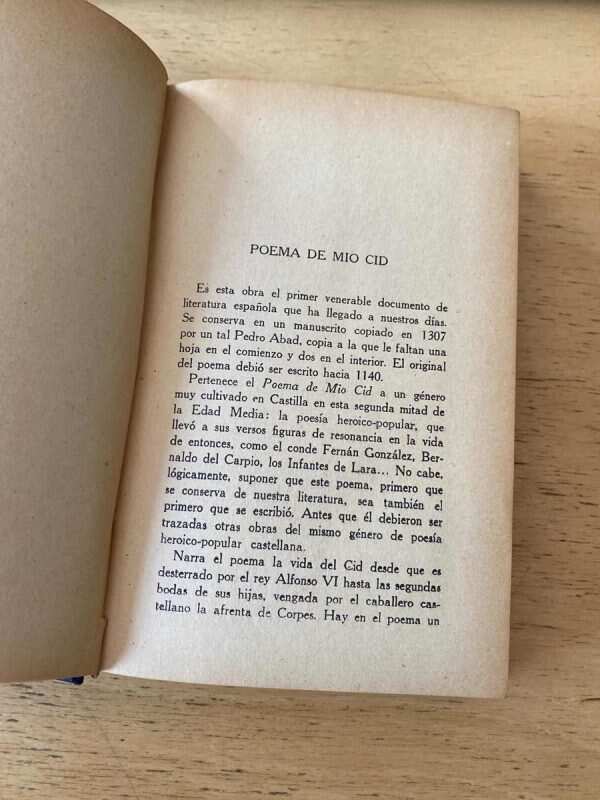 POEMA DE MIO CID
Es esta obra el primer venerable documento de
literatura española que ha llegado a nuestros días.
Se conserva en un manuscrito copiado en 1307
por un tal Pedro Abad, copia a la que le faltan una
hoja en el comienzo y dos en el interior. El original
del poema debió ser escrito hacia 1140.
Pertenece el Poema de Mio Cid a un género
muy cultivado en Castilla en esta segunda mitad de
la Edad Media: la poesía heroico-popular, que
llevó a sus versos figuras de resonancia en la vida
de entonces, como el conde Fernán González, Ber-
naldo del Carpio, los Infantes de Lara... No cabe,
lógicamente, suponer que este poema, primero que
se conserva de nuestra literatura, sea también el
primero que se escribió. Antes que él debieron ser
trazadas otras obras del mismo género de poesía
heroico-popular castellana.
Narra el poema la vida del Cid desde que es
desterrado por el rey Alfonso VI hasta las segundas
bodas de sus hijas, vengada por el caballero cas-
tellano la afrenta de Corpes. Hay en el poema un